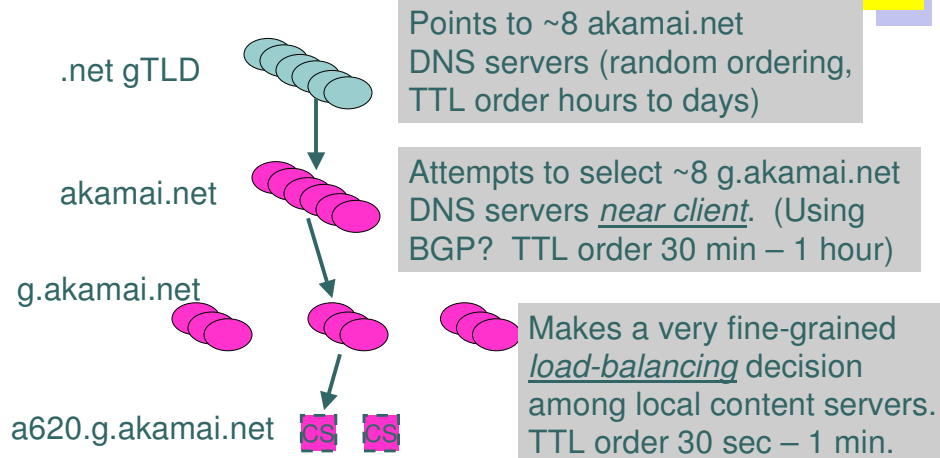 .net gTLD
Points to ~8 akamai.net
DNS servers (random ordering,
TTL order hours to days)
akamai.net
Attempts to select ~8 g.akamai.net
DNS servers near client. (Using
BGP? TTL order 30 min – 1 hour)
g.akamai.net
Makes a very fine-grained
load-balancing decision
among local content servers.
TTL order 30 sec – 1 min.
a620.g.akamai.net
CS
CS